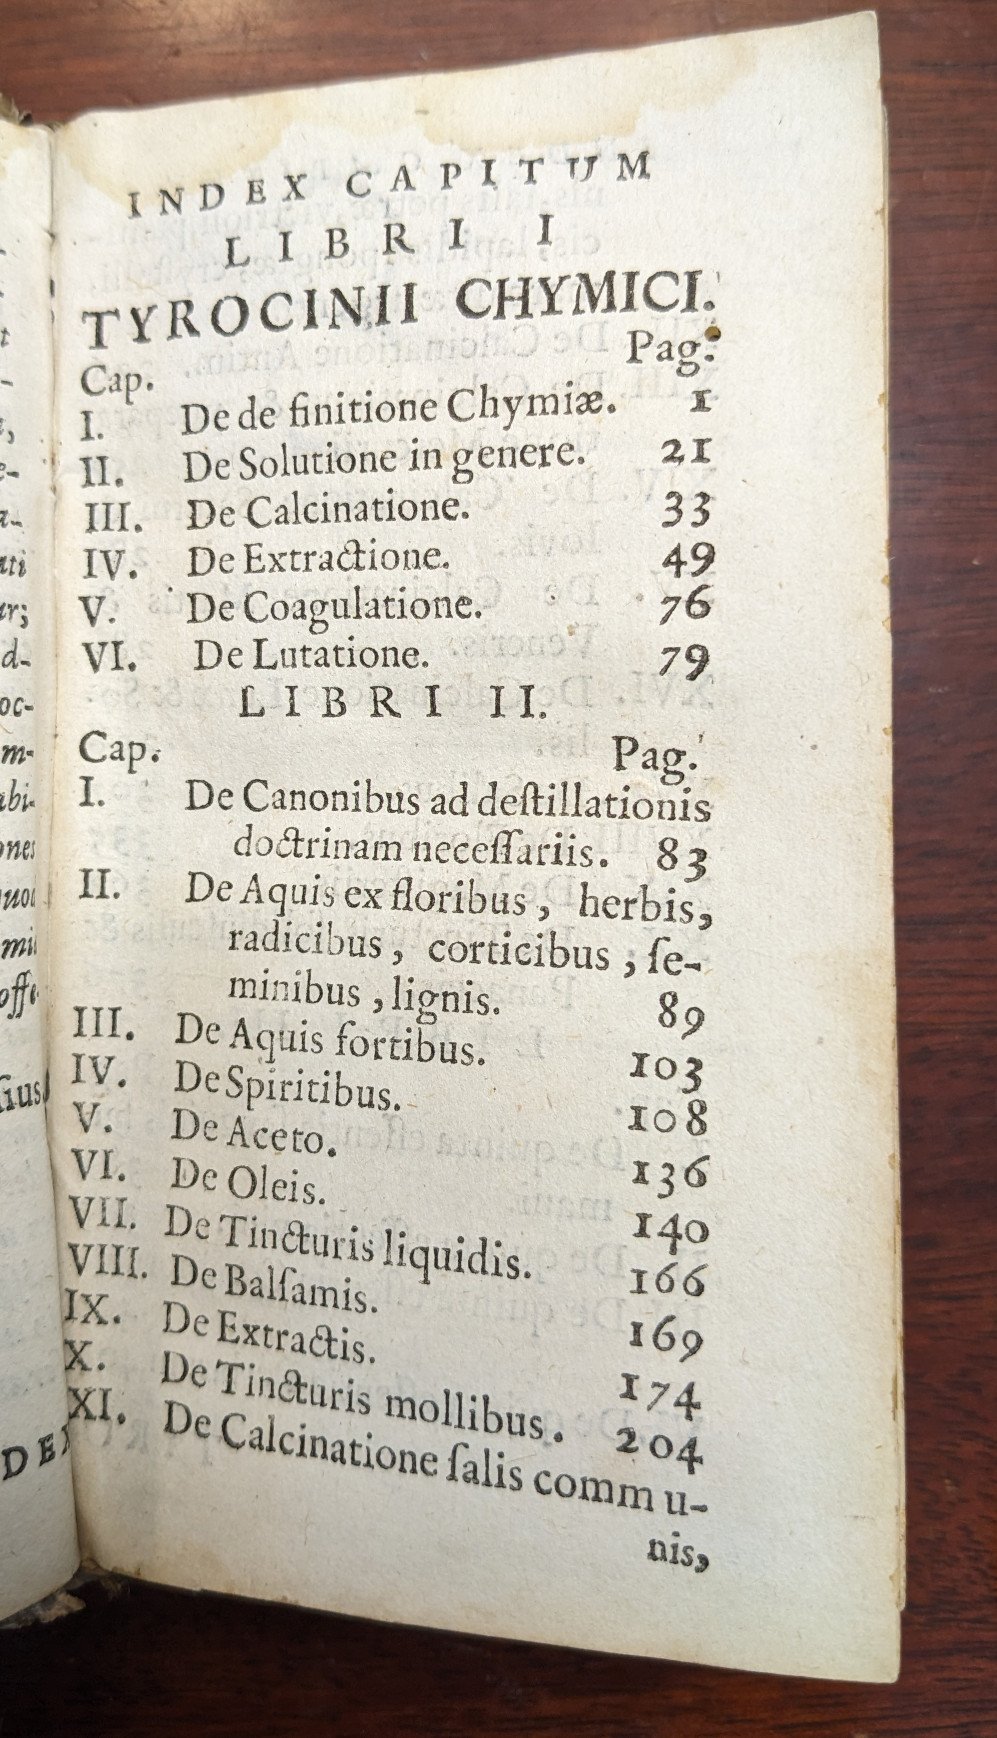 INDEX CAPITUM
LIBRI I
TYROCINII CHYMICI.
Pag.
Cap.
I. De de finitione Chymiæ. 1
II. De Solutione in genere. 21
III. De Calcinatione. 33
IV. De Extractione. 49
V. De Coagulatione. 76
VI. De Lutatione. 79
LIBRI II.
Cap. Pag.
I. De Canonibus ad deſtillationis
doctrinam neceſſariis. 83
II. De Aquis ex floribus, herbis,
radicibus, corticibus, ſe-
minibus, lignis. 89
III. De Aquis fortibus. 103
IV. De Spiritibus. 108
V. De Aceto. 136
VI. De Oleis. 140
VII. De Tincturis liquidis. 166
VIII. De Balſamis. 169
IX. De Extractis. 174
X. De Tincturis mollibus. 204
XI. De Calcinatione ſalis commu-
nis,